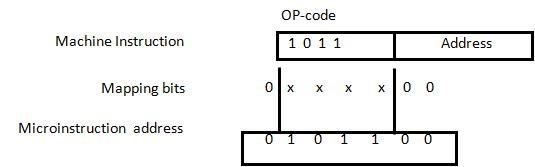 OP-code
Machine Instruction 1 0 1 1 Address
Mapping bits 0 x x x x 0 0
Microinstruction address 0 1 0 1 1 0 0